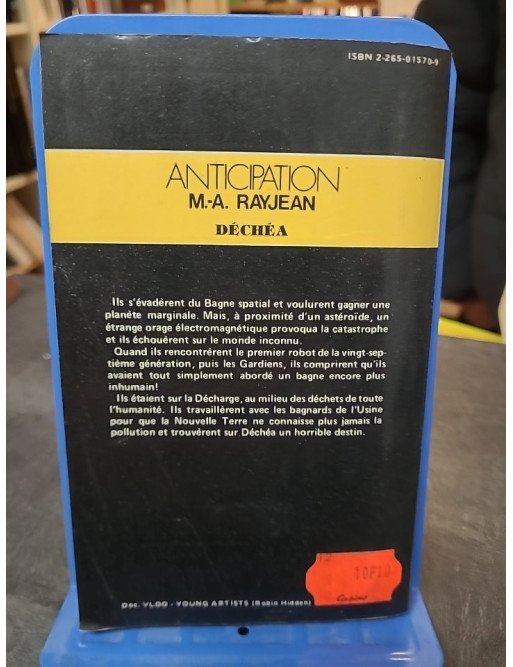 ISBN 2-265-01570-9
ANTICIPATION
M.-A. RAYJEAN
DÉCHÉA
Ils s'évadèrent du Bagne spatial et voulurent gagner une
planète marginale. Mais, à proximité d'un astéroïde, un
étrange orage électromagnétique provoqua la catastrophe
et ils échouèrent sur le monde inconnu.
Quand ils rencontrèrent le premier robot de la vingt-sep-
tième génération, puis les Gardiens, ils comprirent qu'ils
avaient tout simplement abordé un bagne encore plus
inhumain!
Ils étaient sur la Décharge, au milieu des déchets de toute
l'humanité. Ils travaillèrent avec les bagnards de l'Usine
pour que la Nouvelle Terre ne connaisse plus jamais la
pollution et trouvèrent sur Déchéa un horrible destin.
10F10
Casino
Doc. VLOO - YOUNG ARTISTS (Robin Hidden)